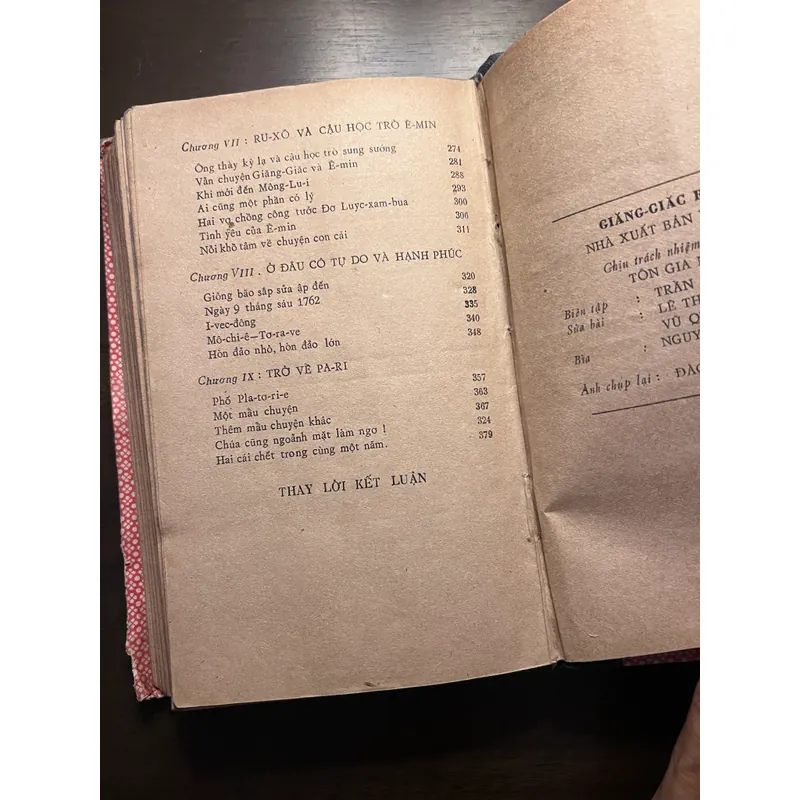 Chương VII : RU-XÔ VÀ CẬU HỌC TRÒ Ê-MIN
Ông thày kỳ lạ và cậu học trò sung sướng 274
Vẫn chuyện Giăng-Giắc và Ê-min 281
Khi mới đến Mông-Lu-i 288
Ai cũng một phần có lý 293
Hai vợ chồng công tước Đơ Luyc-xam-bua 300
Tình yêu của Ê-min 306
Nỗi khổ tâm về chuyện con cái 311
Chương VIII . Ở ĐÂU CÓ TỰ DO VÀ HẠNH PHÚC
Giông bão sắp sửa ập đến 320
Ngày 9 tháng sáu 1762 328
I-vec-đông 335
Mô-chi-ê—Tơ-ra-ve 340
Hòn đảo nhỏ, hòn đảo lớn 348
Chương IX : TRỞ VỀ PA-RI
Phố Pla-tơ-ri-e 357
Một mẩu chuyện 363
Thêm mẩu chuyện khác 367
Chúa cũng ngoảnh mặt làm ngơ ! 324
Hai cái chết trong cùng một năm. 379
THAY LỜI KẾT LUẬN
GIĂNG-GIẮC
NHÀ XUẤT BẢN
Chịu trách nhiệm
TÔN GIA
Biên tập : TRẦN
Sửa bài : LÊ TH
: VŨ Q
Bìa : NGUY
Ảnh chụp lại : ĐÀO